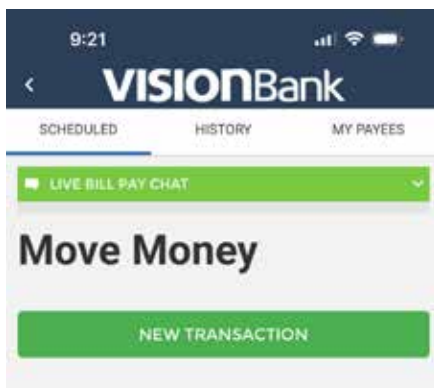 9:21
VISIONBank
SCHEDULED HISTORY MY PAYEES
LIVE BILL PAY CHAT
Move Money
NEW TRANSACTION